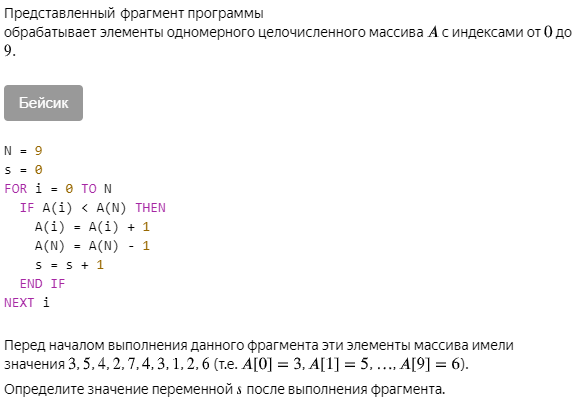 Представленный фрагмент программы
обрабатывает элементы одномерного целочисленного массива A с индексами от 0 до
9.
Бейсик
N = 9
s = 0
FOR i = 0 TO N
  IF A(i) < A(N) THEN
    A(i) = A(i) + 1
    A(N) = A(N) - 1
    s = s + 1
  END IF
NEXT i
Перед началом выполнения данного фрагмента эти элементы массива имели
значения 3, 5, 4, 2, 7, 4, 3, 1, 2, 6 (т.е. A[0] = 3, A[1] = 5, …, A[9] = 6).
Определите значение переменной s после выполнения фрагмента.